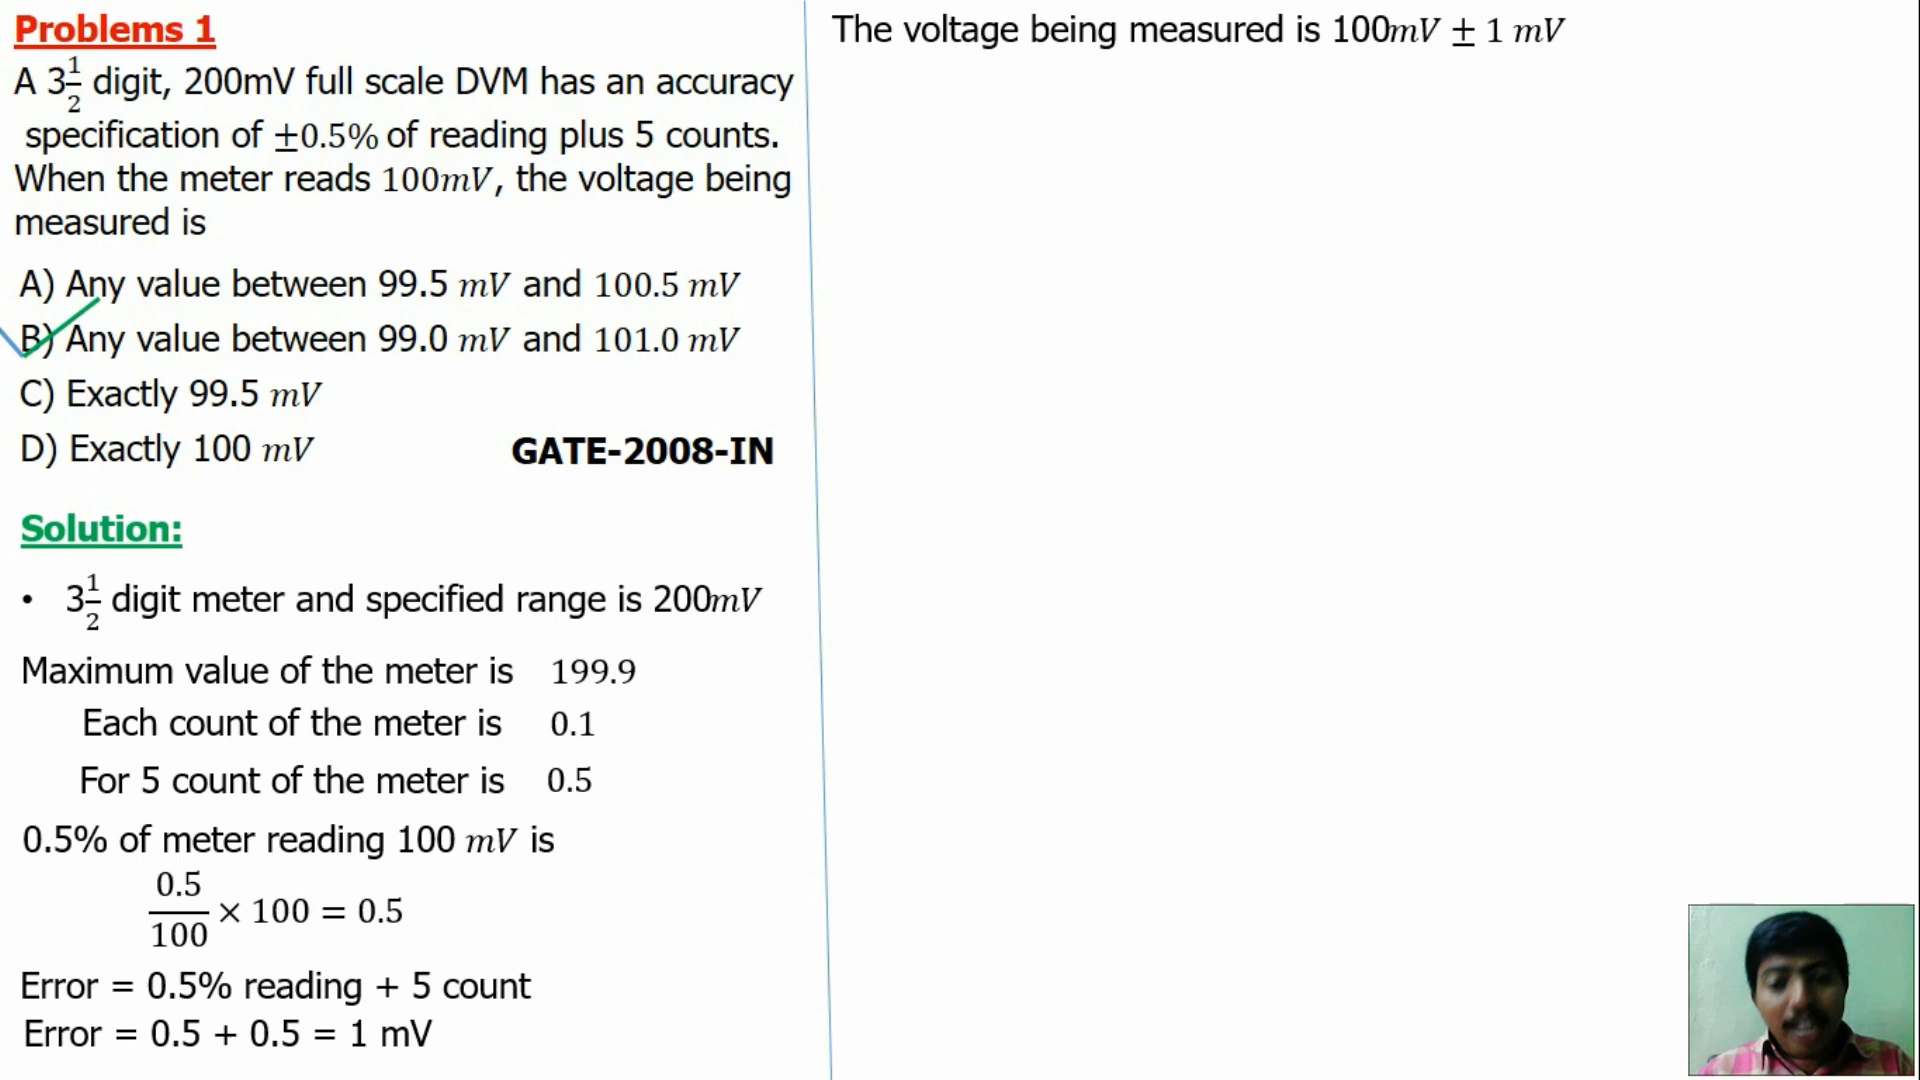 Problems 1
A 3 1/2 digit, 200mV full scale DVM has an accuracy
specification of ±0.5% of reading plus 5 counts.
When the meter reads 100mV, the voltage being
measured is
A) Any value between 99.5 mV and 100.5 mV
B) Any value between 99.0 mV and 101.0 mV
C) Exactly 99.5 mV
D) Exactly 100 mV
GATE-2008-IN
Solution:
• 3 1/2 digit meter and specified range is 200mV
Maximum value of the meter is 199.9
Each count of the meter is 0.1
For 5 count of the meter is 0.5
0.5% of meter reading 100 mV is
0.5/100 × 100 = 0.5
Error = 0.5% reading + 5 count
Error = 0.5 + 0.5 = 1 mV
The voltage being measured is 100mV ± 1 mV